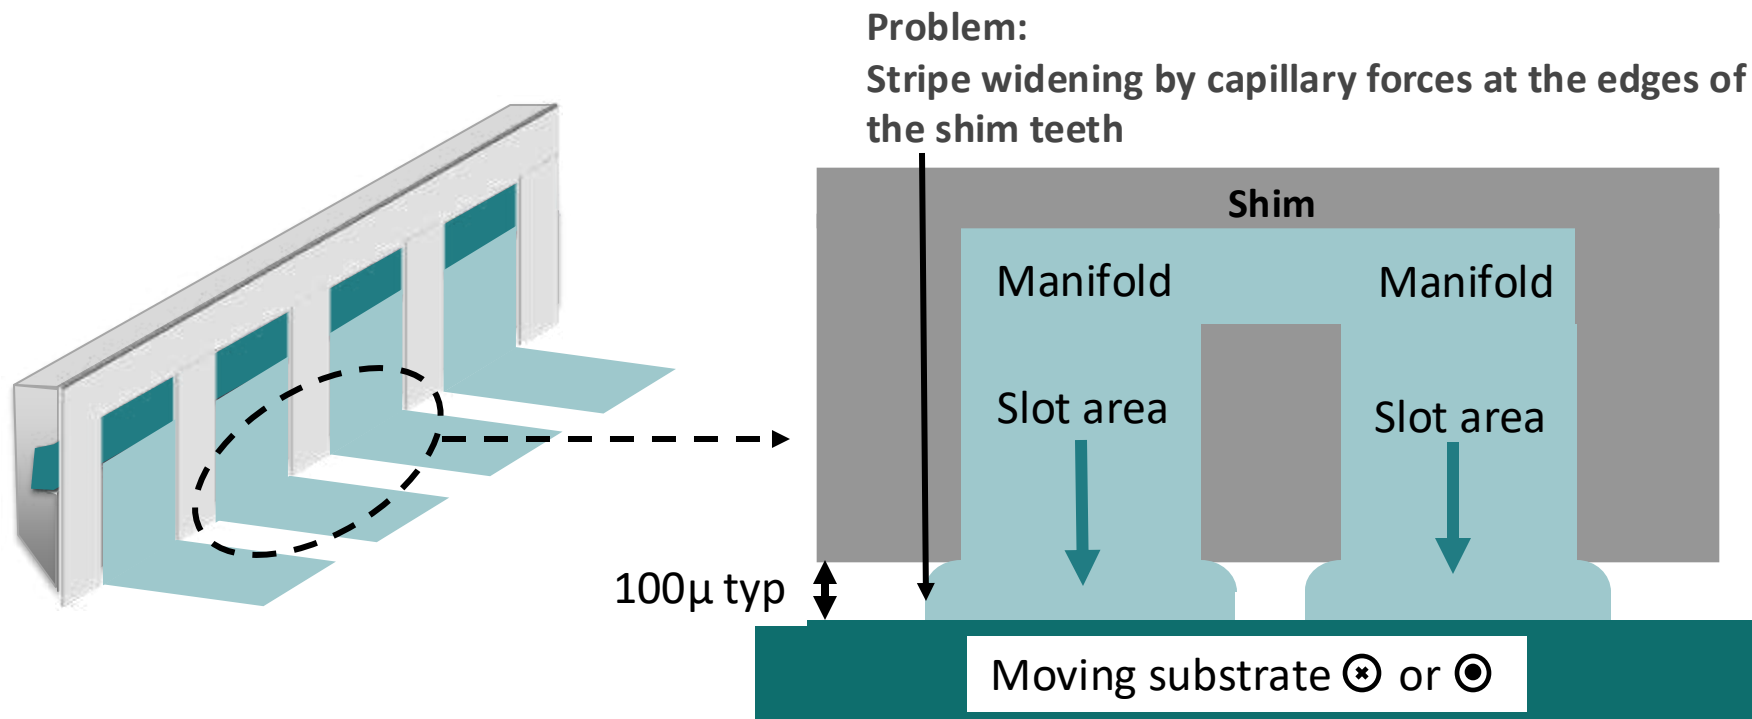 Problem:
Stripe widening by capillary forces at the edges of
the shim teeth
Shim
Manifold
Manifold
Slot area
Slot area
100μ typ
Moving substrate ⊗ or ⊙